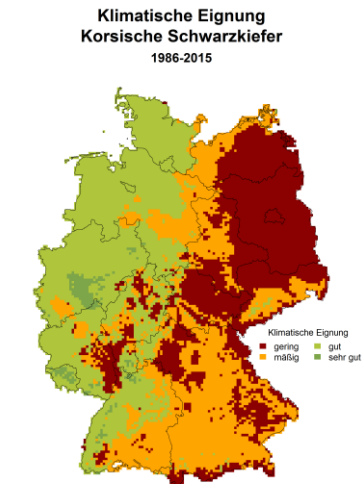 Klimatische Eignung
Korsische Schwarzkiefer
1986-2015
Klimatische Eignung
gering gut
mäßig sehr gut